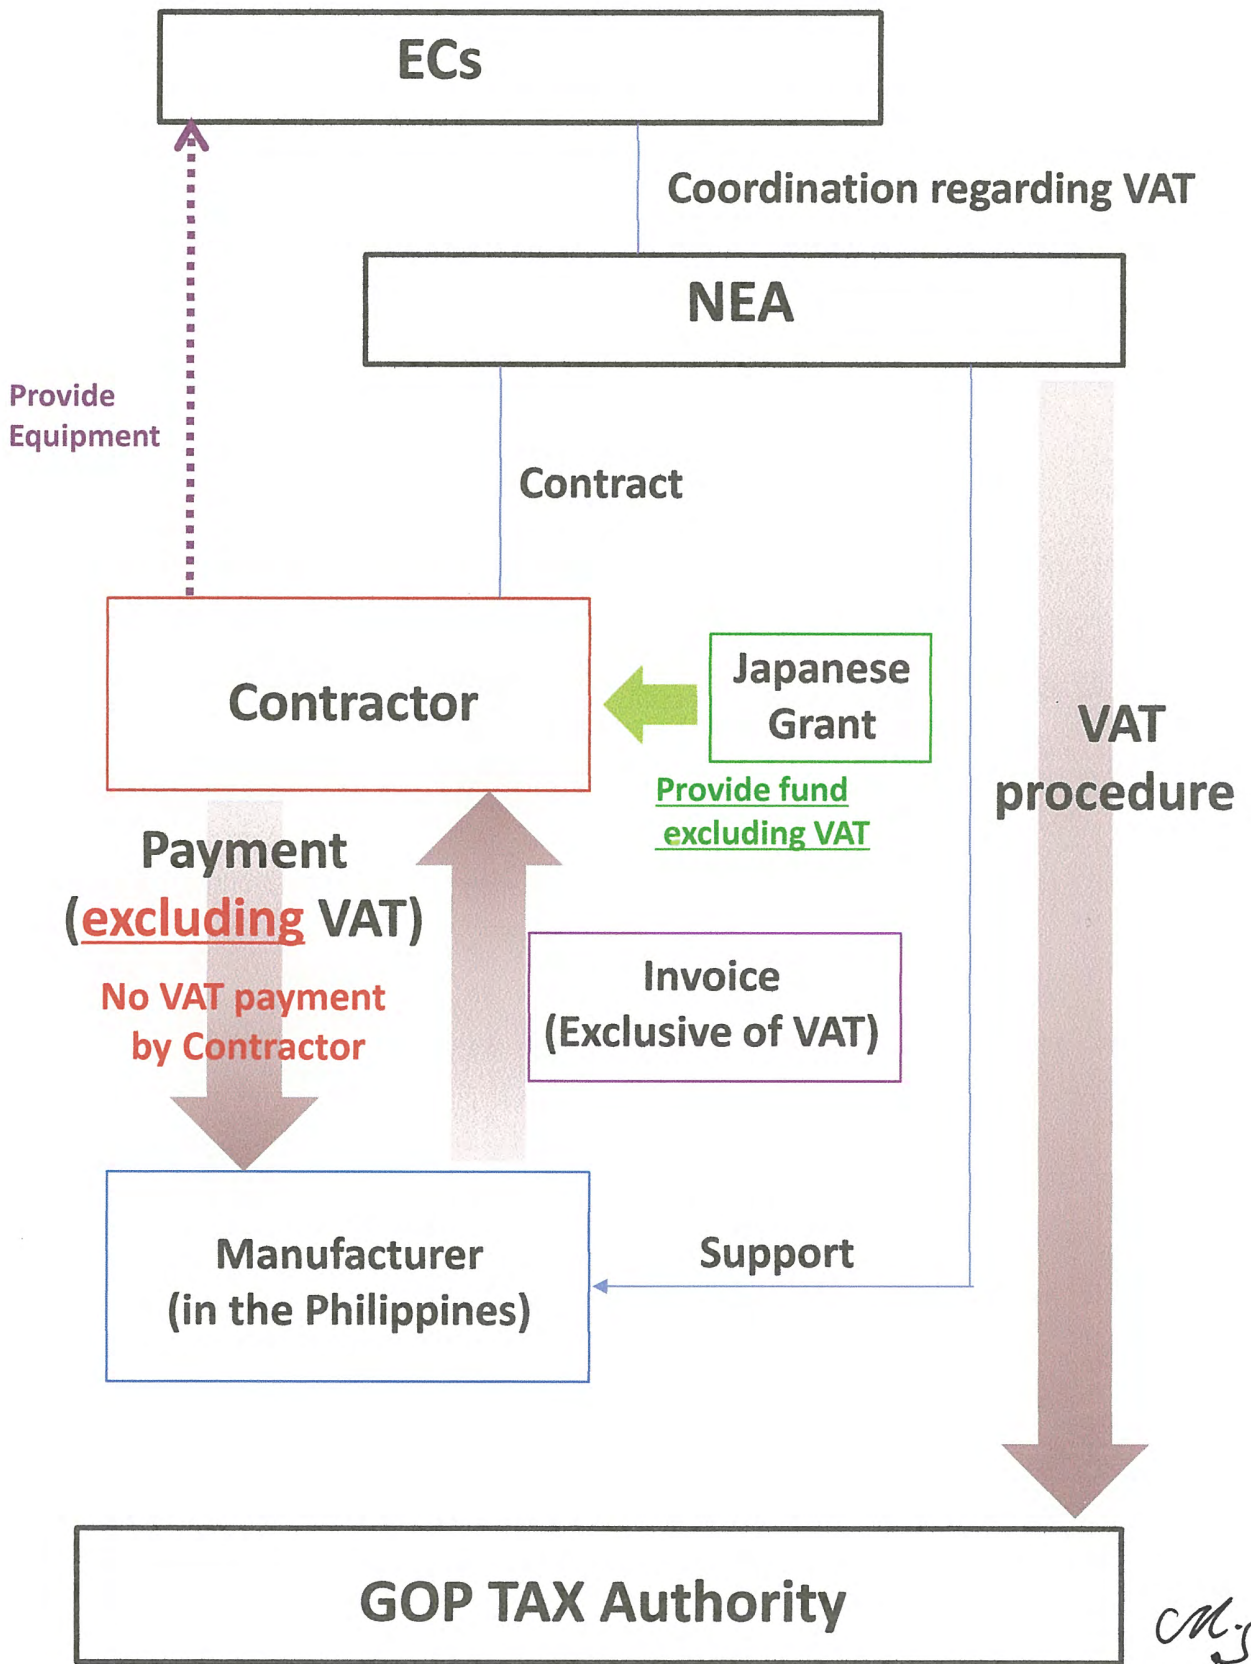 ECs
Coordination regarding VAT
NEA
Provide
Equipment
Contract
Contractor
Japanese
Grant
Provide fund
excluding VAT
VAT
procedure
Payment
(excluding VAT)
No VAT payment
by Contractor
Invoice
(Exclusive of VAT)
Manufacturer
(in the Philippines)
Support
GOP TAX Authority